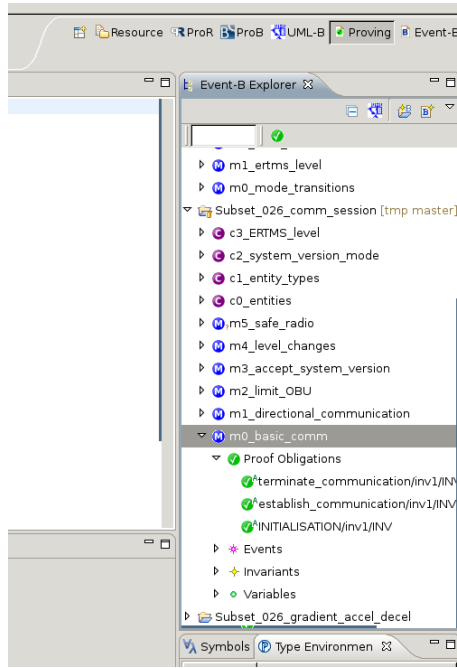 Resource ProR ProB UML-B Proving Event-B
Event-B Explorer
m1_ertms_level
m0_mode_transitions
Subset_026_comm_session [tmp master]
c3_ERTMS_level
c2_system_version_mode
c1_entity_types
c0_entities
m5_safe_radio
m4_level_changes
m3_accept_system_version
m2_limit_OBU
m1_directional_communication
m0_basic_comm
Proof Obligations
terminate_communication/inv1/INV
establish_communication/inv1/INV
INITIALISATION/inv1/INV
Events
Invariants
Variables
Subset_026_gradient_accel_decel
Symbols Type Environmen